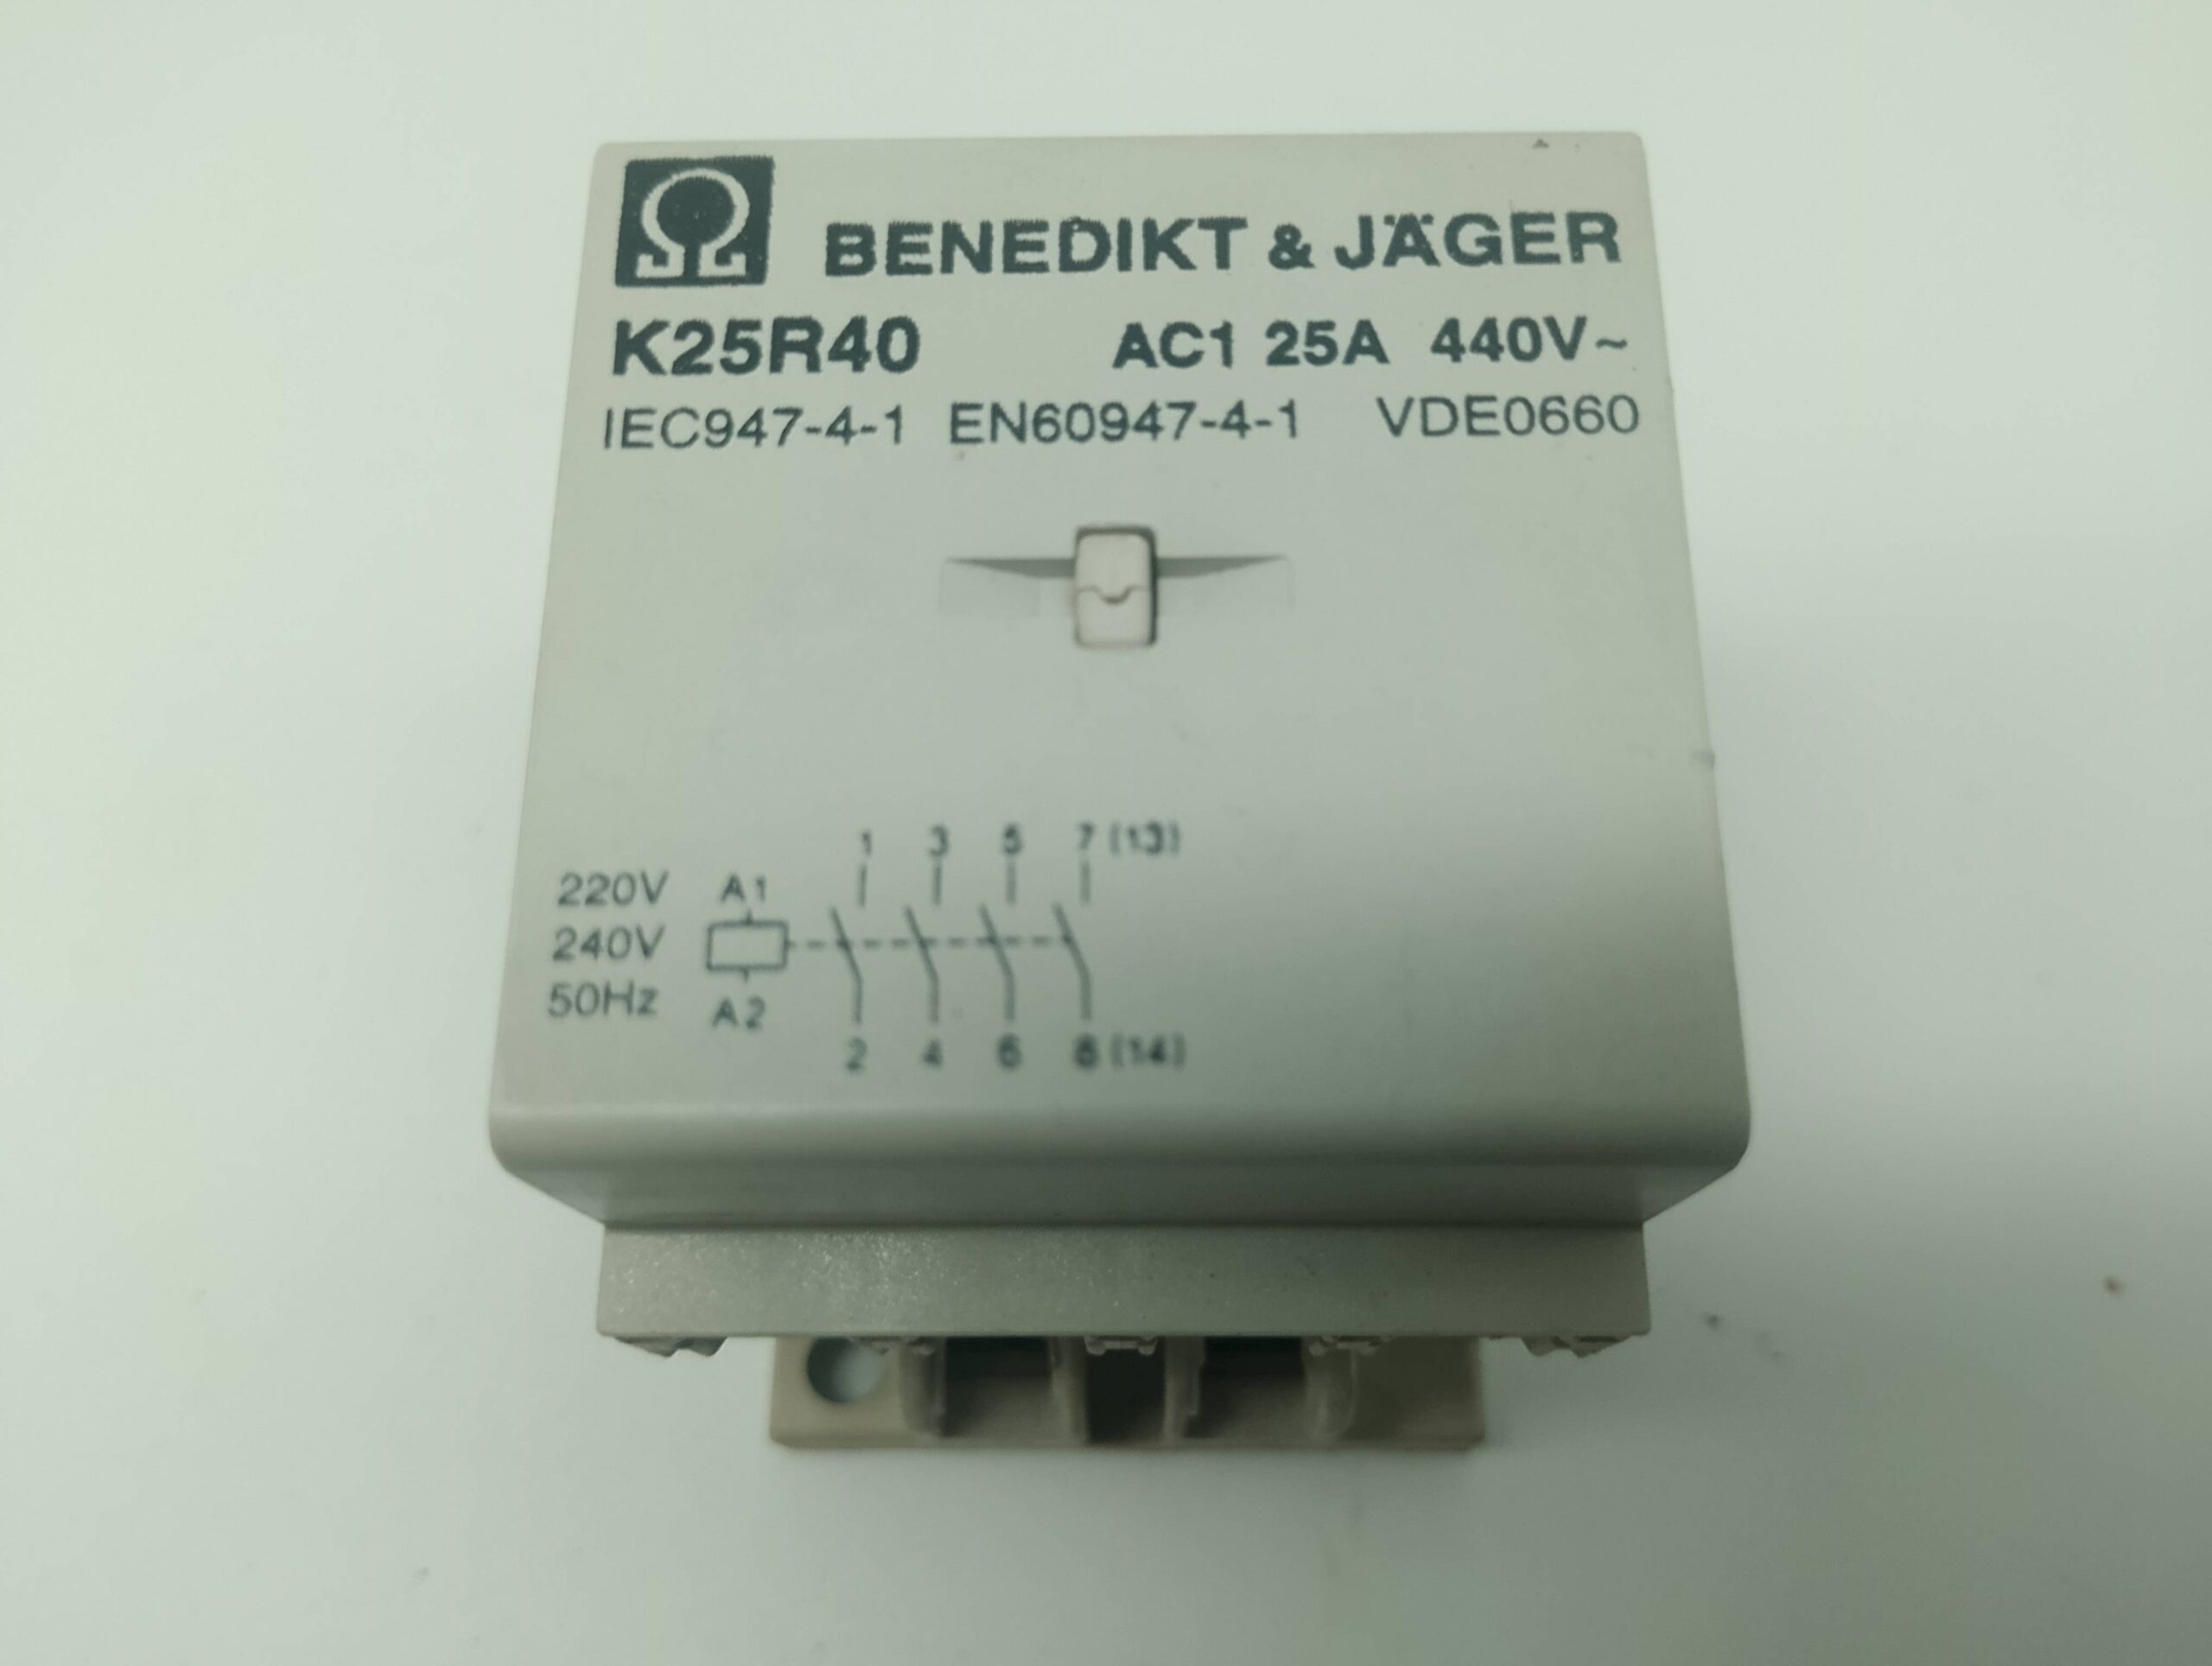 BENEDIKT & JÄGER
K25R40 AC1 25A 440V~
IEC947-4-1 EN60947-4-1 VDE0660
1 3 5 7 (13)
220V A1
240V
50Hz A2
2 4 6 8 (14)